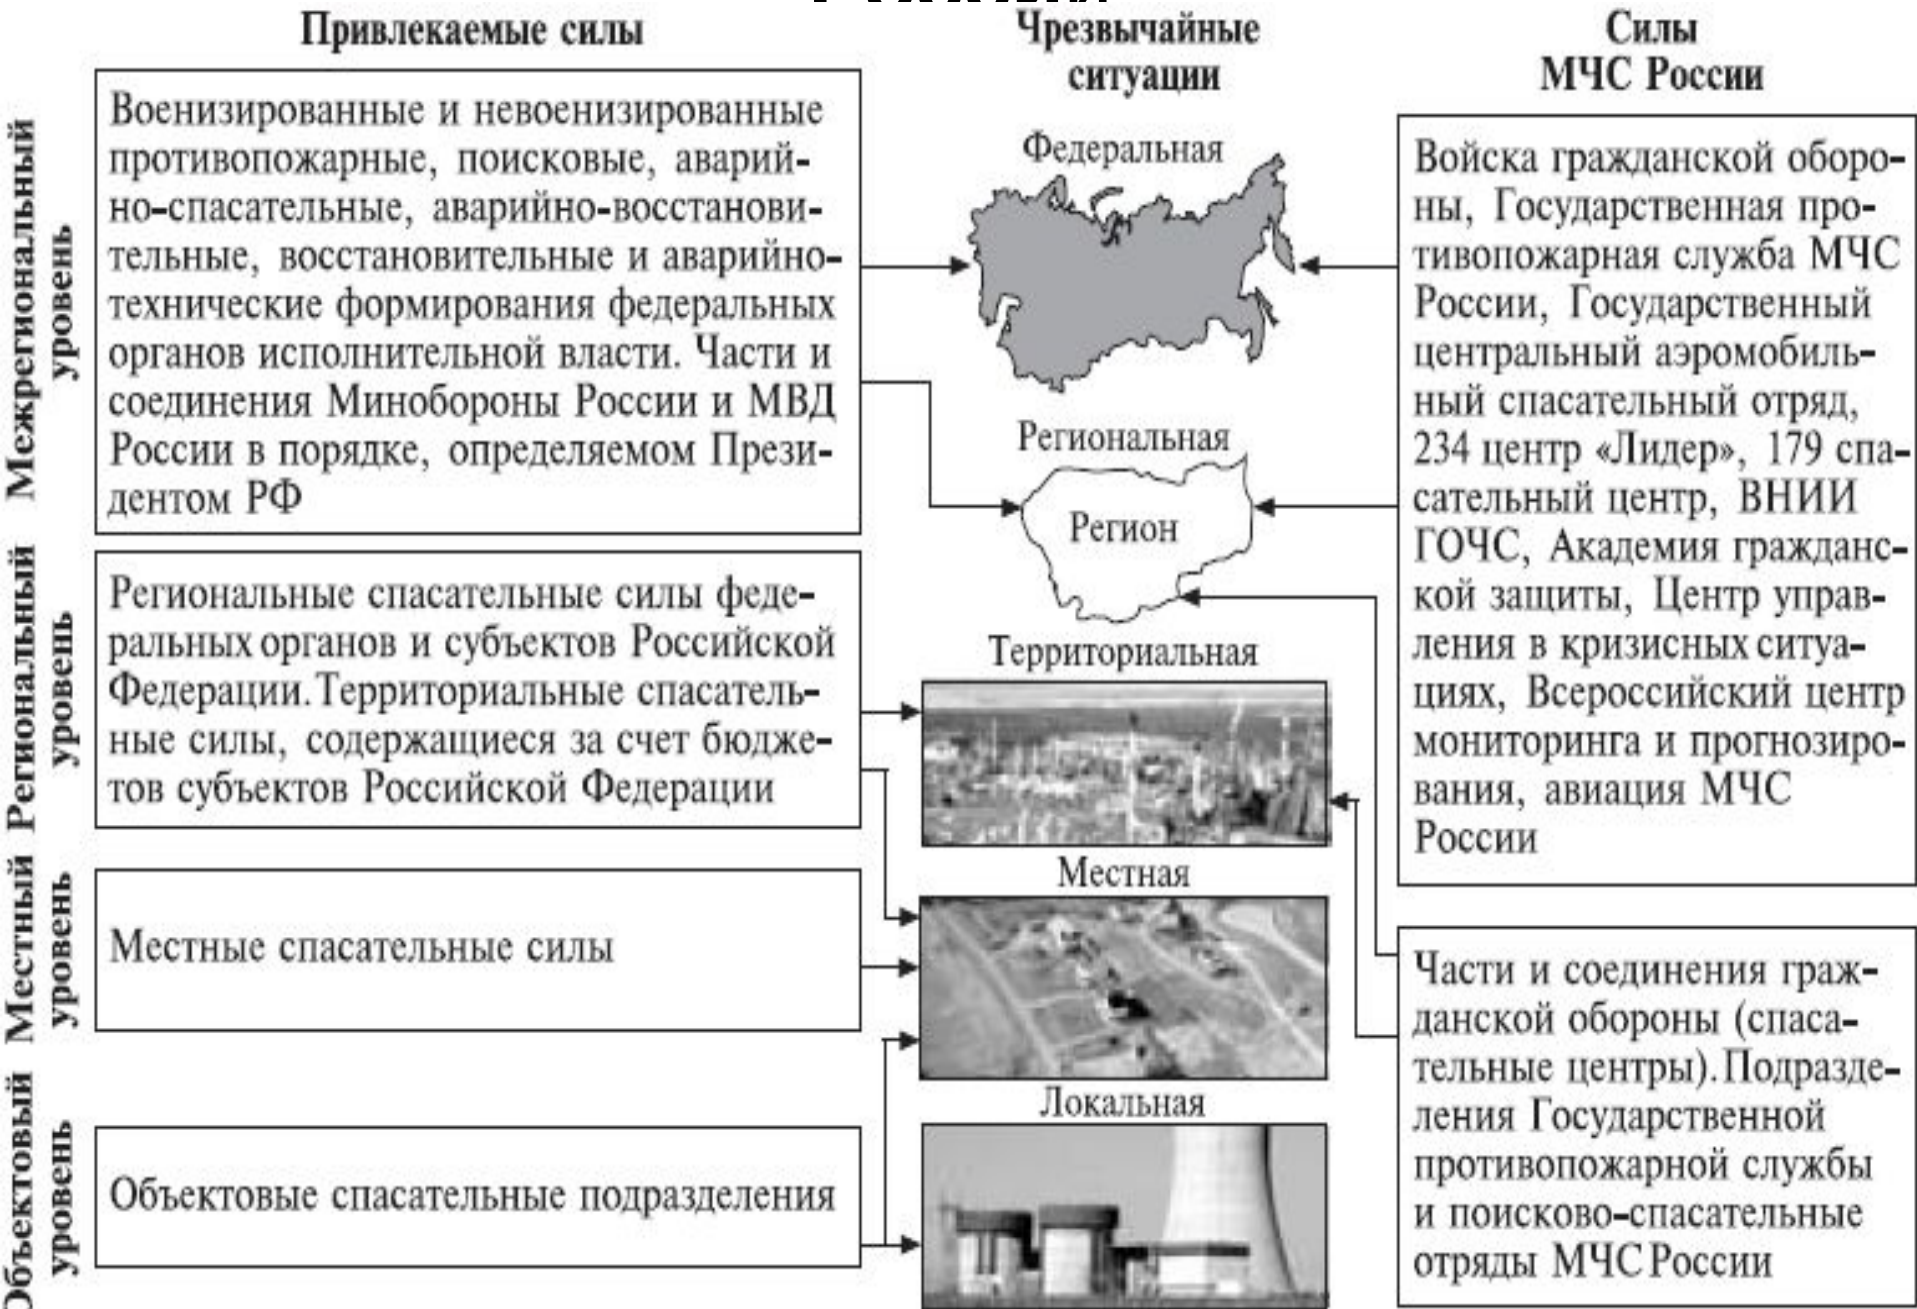 Привлекаемые силы
Чрезвычайные
ситуации
Силы
МЧС России
Межрегиональный
уровень
Военизированные и невоенизированные
противопожарные, поисковые, аварий-
но-спасательные, аварийно-восстанови-
тельные, восстановительные и аварийно-
технические формирования федеральных
органов исполнительной власти. Части и
соединения Минобороны России и МВД
России в порядке, определяемом Прези-
дентом РФ
Региональный
уровень
Региональные спасательные силы феде-
ральных органов и субъектов Российской
Федерации. Территориальные спасатель-
ные силы, содержащиеся за счет бюдже-
тов субъектов Российской Федерации
Местный
уровень
Местные спасательные силы
Объектовый
уровень
Объектовые спасательные подразделения
Федеральная
Региональная
Регион
Территориальная
Местная
Локальная
Войска гражданской оборо-
ны, Государственная про-
тивопожарная служба МЧС
России, Государственный
центральный аэромобиль-
ный спасательный отряд,
234 центр «Лидер», 179 спа-
сательный центр, ВНИИ
ГОЧС, Академия гражданс-
кой защиты, Центр управ-
ления в кризисных ситуа-
циях, Всероссийский центр
мониторинга и прогнозиро-
вания, авиация МЧС
России
Части и соединения граж-
данской обороны (спаса-
тельные центры). Подразде-
ления Государственной
противопожарной службы
и поисково-спасательные
отряды МЧС России